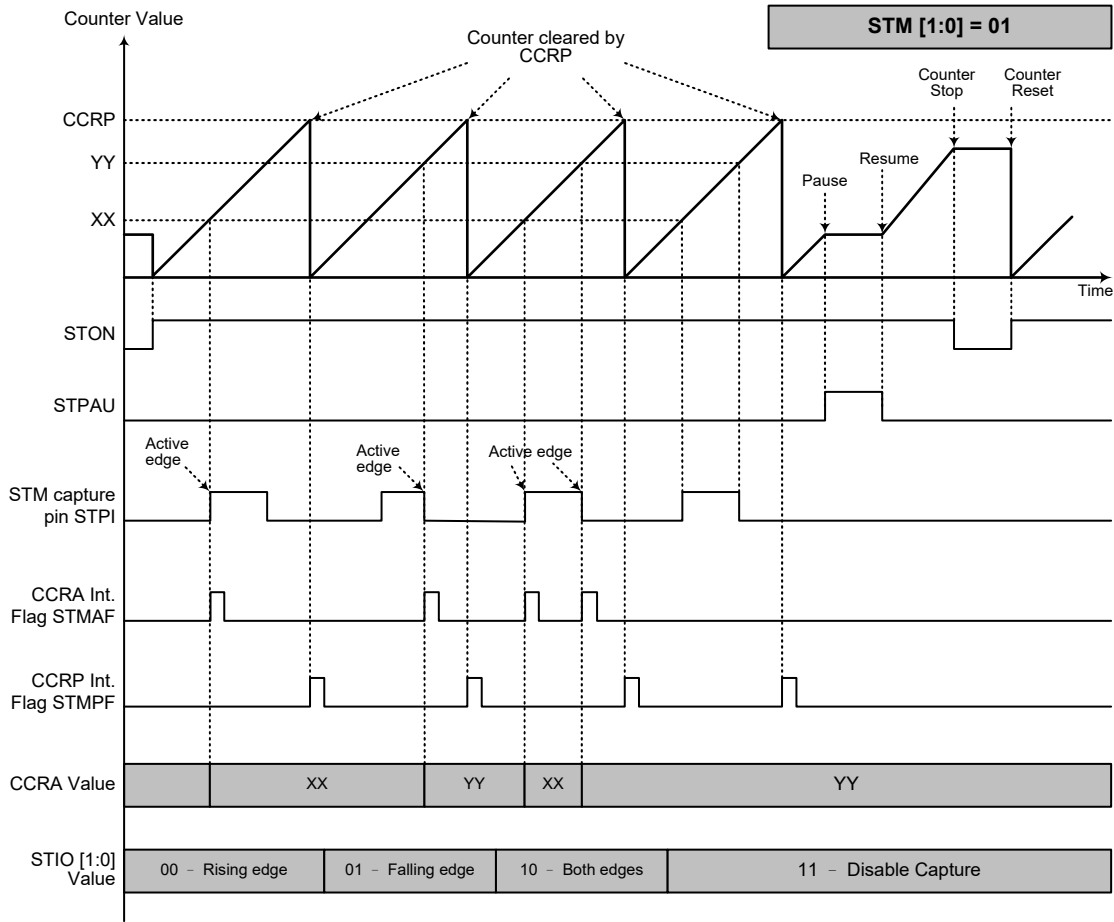 Counter Value
STM [1:0] = 01
Counter cleared by
CCRP
Counter
Stop
Counter
Reset
CCRP
YY
Resume
Pause
XX
Time
STON
STPAU
Active
edge
Active
edge
Active edge
STM capture
pin STPI
CCRA Int.
Flag STMAF
CCRP Int.
Flag STMPF
CCRA Value
XX
YY
XX
YY
STIO [1:0]
Value
00 – Rising edge
01 – Falling edge
10 – Both edges
11 – Disable Capture